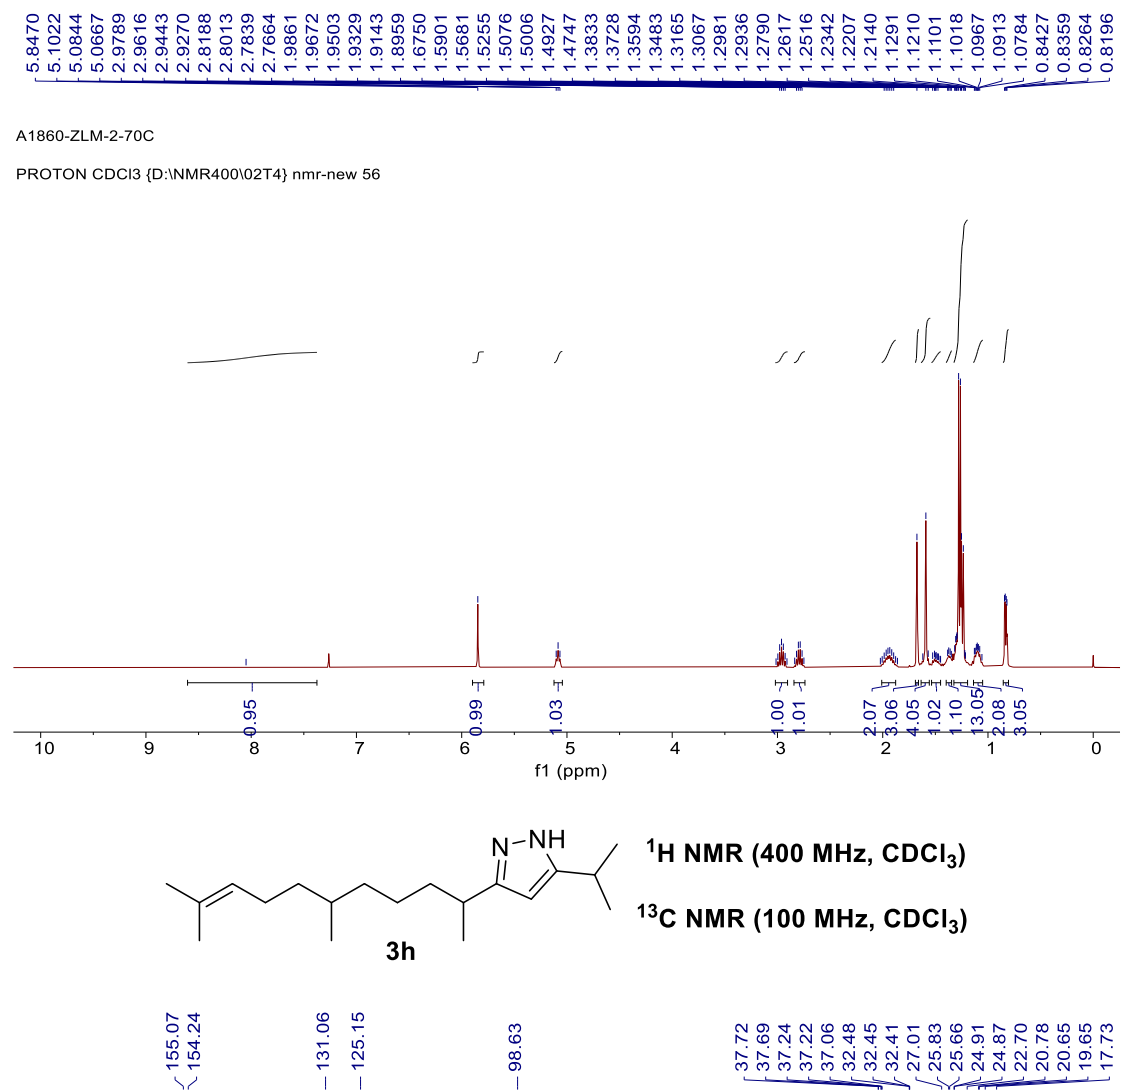 5.8470 5.1022 5.0844 5.0667 2.9789 2.9616 2.9443 2.9270 2.8188 2.8013 2.7839 2.7664 1.9861 1.9672 1.9503 1.9329 1.9143 1.8959 1.6750 1.5901 1.5681 1.5255 1.5076 1.5006 1.4927 1.4747 1.3833 1.3728 1.3594 1.3483 1.3165 1.3067 1.2981 1.2936 1.2790 1.2617 1.2516 1.2342 1.2207 1.2140 1.1291 1.1210 1.1101 1.1018 1.0967 1.0913 1.0784 0.8427 0.8359 0.8264 0.8196
A1860-ZLM-2-70C
PROTON CDCl3 {D:\NMR400\02T4} nmr-new 56
0.95 0.99 1.03 1.00 1.01 2.07 3.06 4.05 1.02 1.10 13.05 2.08 3.05
10 9 8 7 6 5 4 3 2 1 0
f1 (ppm)
N NH
¹H NMR (400 MHz, CDCl₃)
¹³C NMR (100 MHz, CDCl₃)
3h
155.07 154.24 131.06 125.15 98.63 37.72 37.69 37.24 37.22 37.06 32.48 32.45 32.41 27.01 25.83 25.66 24.91 24.87 22.70 20.78 20.65 19.65 17.73